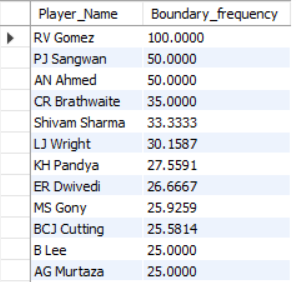 Player_Name Boundary_frequency
RV Gomez 100.0000
PJ Sangwan 50.0000
AN Ahmed 50.0000
CR Brathwaite 35.0000
Shivam Sharma 33.3333
LJ Wright 30.1587
KH Pandya 27.5591
ER Dwivedi 26.6667
MS Gony 25.9259
BCJ Cutting 25.5814
B Lee 25.0000
AG Murtaza 25.0000